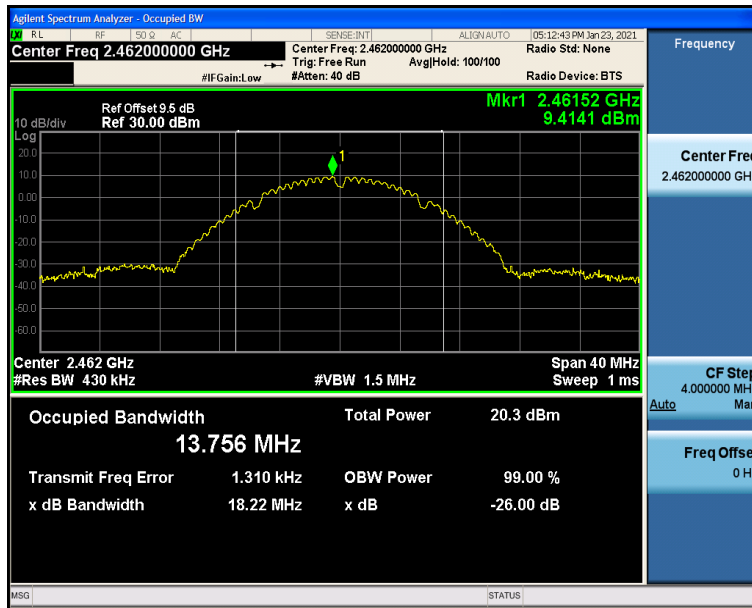 Agilent Spectrum Analyzer - Occupied BW
LXI RL RF 50 Ω AC SENSE:INT ALIGN AUTO 05:12:43 PM Jan 23, 2021
Center Freq 2.462000000 GHz
Center Freq: 2.462000000 GHz
Radio Std: None
Trig: Free Run Avg|Hold: 100/100
#IFGain:Low #Atten: 40 dB Radio Device: BTS
Frequency
Mkr1 2.46152 GHz
9.4141 dBm
Ref Offset 9.5 dB
10 dB/div Ref 30.00 dBm
Log
1
20.0
10.0
0.00
-10.0
-20.0
-30.0
-40.0
-50.0
-60.0
Center 2.462 GHz Span 40 MHz
#Res BW 430 kHz #VBW 1.5 MHz Sweep 1 ms
Occupied Bandwidth Total Power 20.3 dBm
13.756 MHz
Transmit Freq Error 1.310 kHz OBW Power 99.00 %
x dB Bandwidth 18.22 MHz x dB -26.00 dB
Center Fre
2.462000000 GH
CF Step
4.000000 MH
Auto Ma
Freq Offse
0 H
MSG STATUS